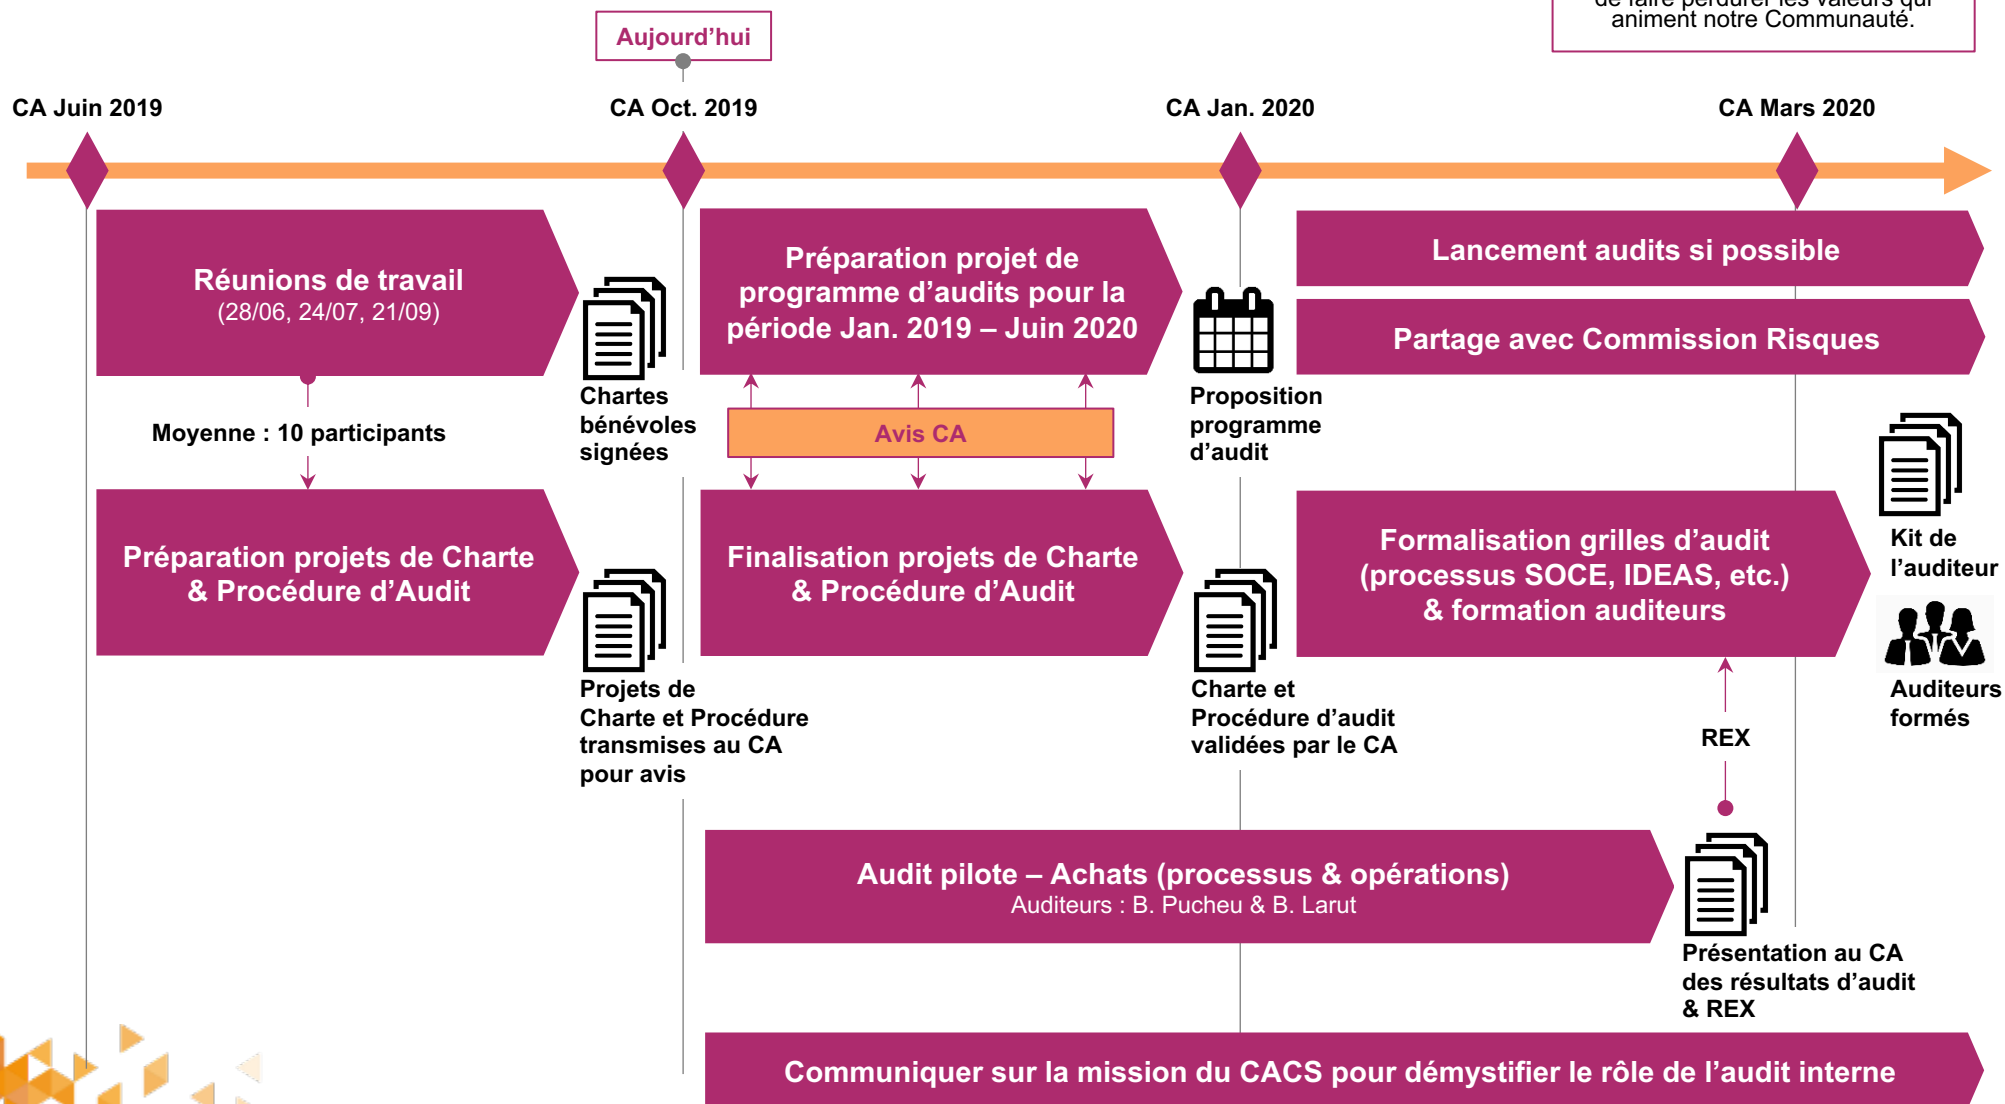 de faire perdurer les valeurs qui
animent notre Communauté.
Aujourd’hui
CA Juin 2019
CA Oct. 2019
CA Jan. 2020
CA Mars 2020
Réunions de travail
(28/06, 24/07, 21/09)
Préparation projet de
programme d’audits pour la
période Jan. 2019 – Juin 2020
Lancement audits si possible
Partage avec Commission Risques
Chartes
bénévoles
signées
Proposition
programme
d’audit
Moyenne : 10 participants
Avis CA
Préparation projets de Charte
& Procédure d’Audit
Finalisation projets de Charte
& Procédure d’Audit
Formalisation grilles d’audit
(processus SOCE, IDEAS, etc.)
& formation auditeurs
Kit de
l’auditeur
Auditeurs
formés
Projets de
Charte et Procédure
transmises au CA
pour avis
Charte et
Procédure d’audit
validées par le CA
REX
Audit pilote – Achats (processus & opérations)
Auditeurs : B. Pucheu & B. Larut
Présentation au CA
des résultats d’audit
& REX
Communiquer sur la mission du CACS pour démystifier le rôle de l’audit interne